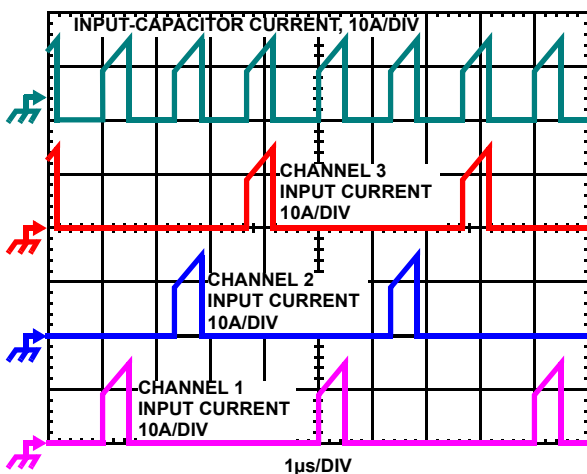 INPUT-CAPACITOR CURRENT, 10A/DIV
CHANNEL 3
INPUT CURRENT
10A/DIV
CHANNEL 2
INPUT CURRENT
10A/DIV
CHANNEL 1
INPUT CURRENT
10A/DIV
1µs/DIV